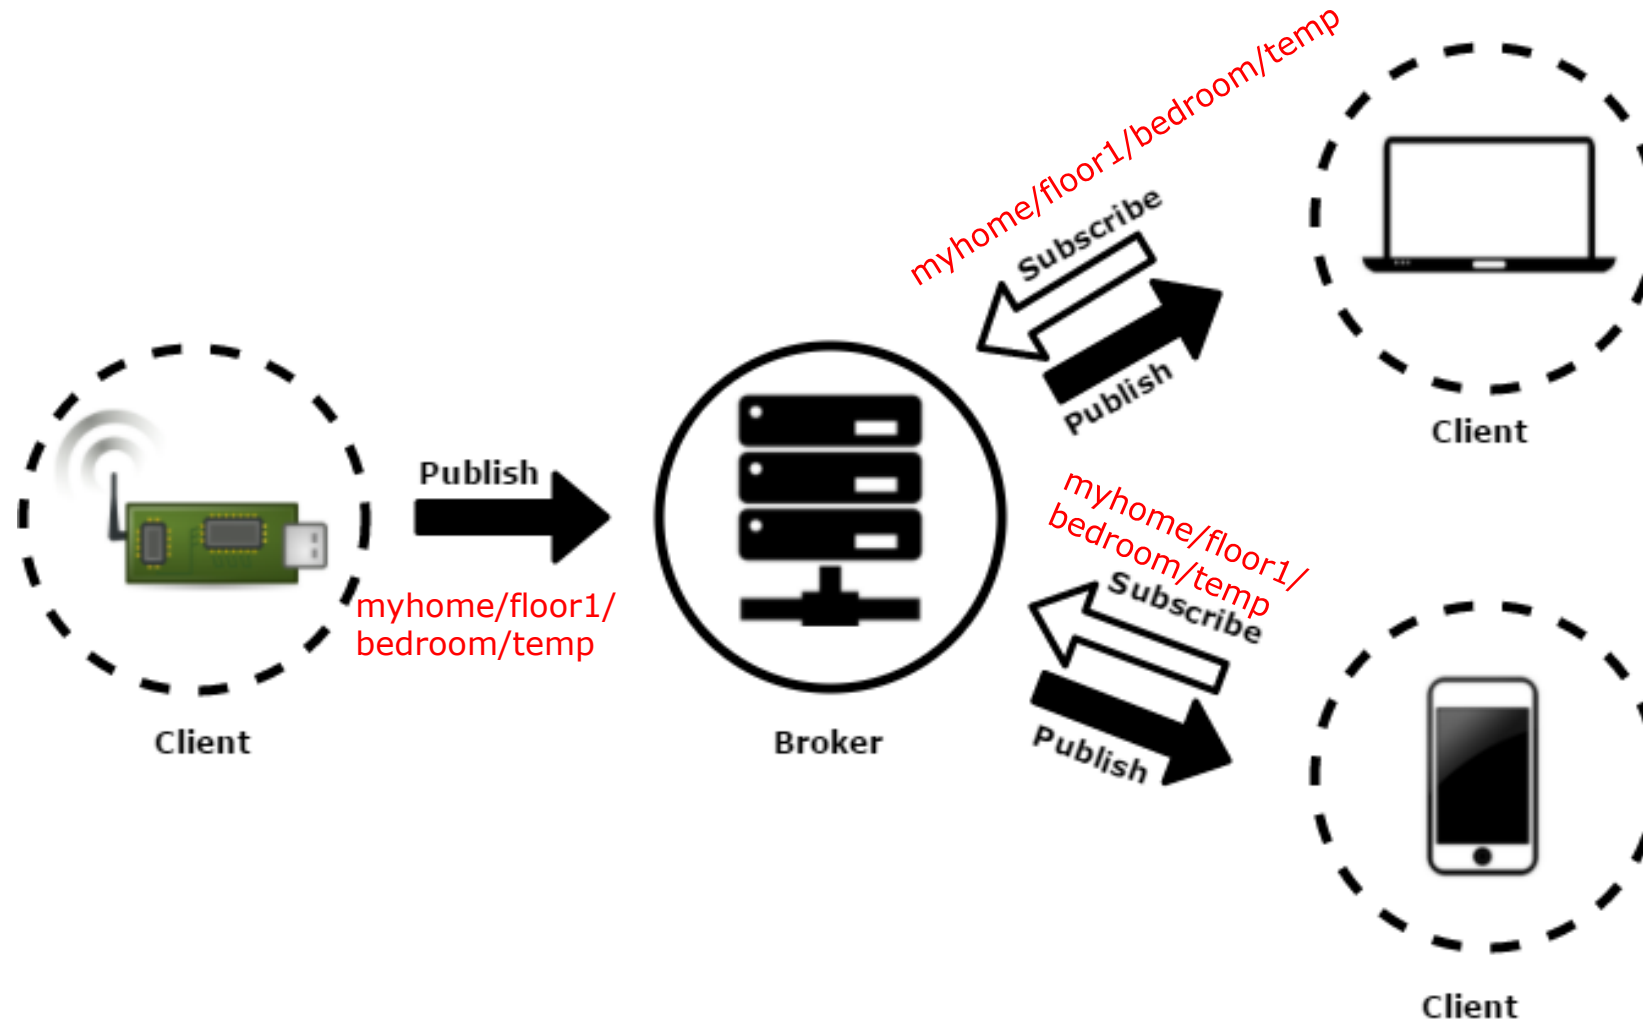 myhome/floor1/bedroom/temp
Subscribe
Publish
Client
Publish
myhome/floor1/
bedroom/temp
Client
Broker
myhome/floor1/
bedroom/temp
Subscribe
Publish
Client